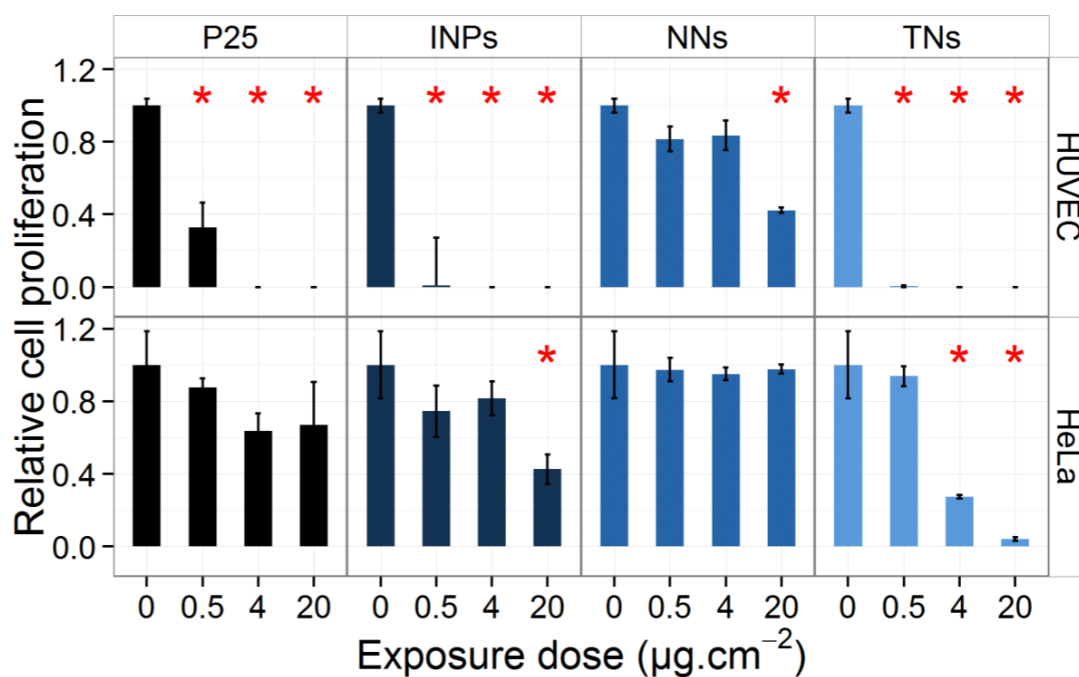 P25 INPs NNs TNs
Relative cell proliferation
1.2 * * * * * * * * * *
0.8
0.4
0.0
HUVEC
1.2 * * *
0.8
0.4
0.0
HeLa
0 0.5 4 20 0 0.5 4 20 0 0.5 4 20 0 0.5 4 20
Exposure dose (µg.cm⁻²)